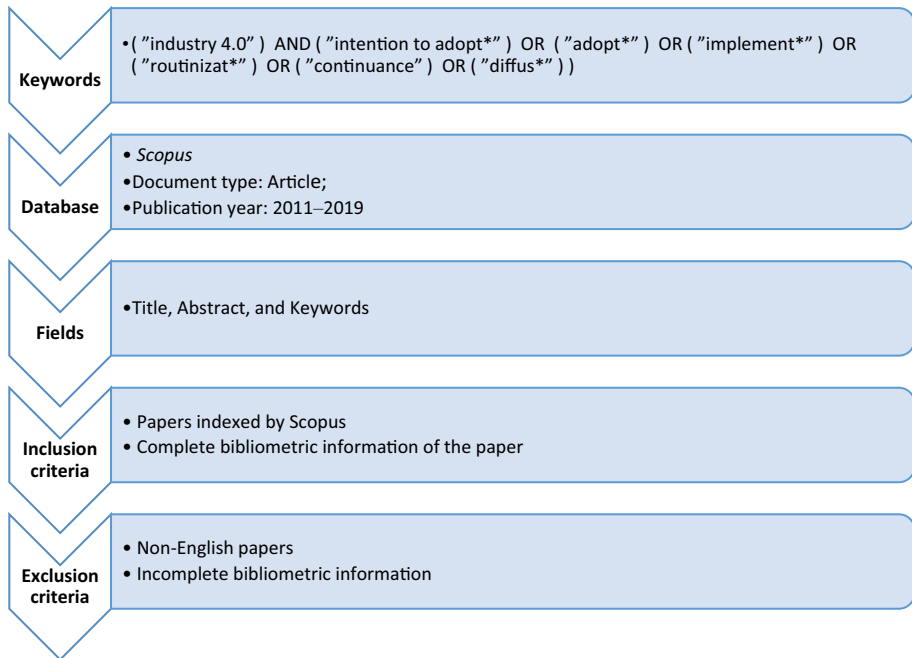 Keywords
•( ”industry 4.0” ) AND ( ”intention to adopt*” ) OR ( ”adopt*” ) OR ( ”implement*” ) OR
( ”routinizat*” ) OR ( ”continuance” ) OR ( ”diffus*” ) )
Database
• Scopus
•Document type: Article;
•Publication year: 2011–2019
Fields
•Title, Abstract, and Keywords
Inclusion
criteria
• Papers indexed by Scopus
• Complete bibliometric information of the paper
Exclusion
criteria
• Non-English papers
• Incomplete bibliometric information